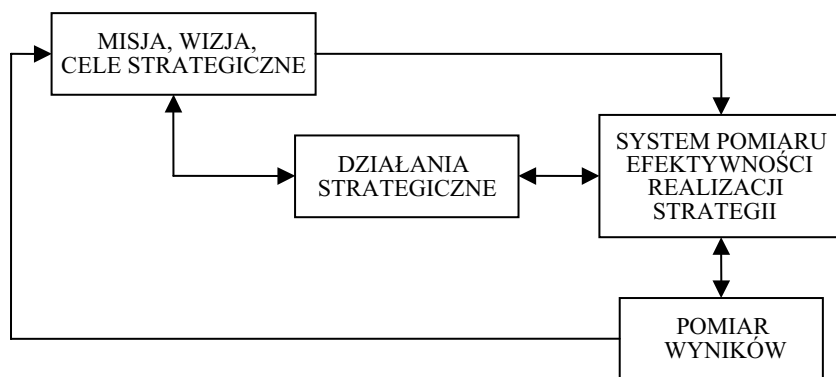 MISJA, WIZJA,
CELE STRATEGICZNE
DZIAŁANIA
STRATEGICZNE
SYSTEM POMIARU
EFEKTYWNOŚCI
REALIZACJI
STRATEGII
POMIAR
WYNIKÓW